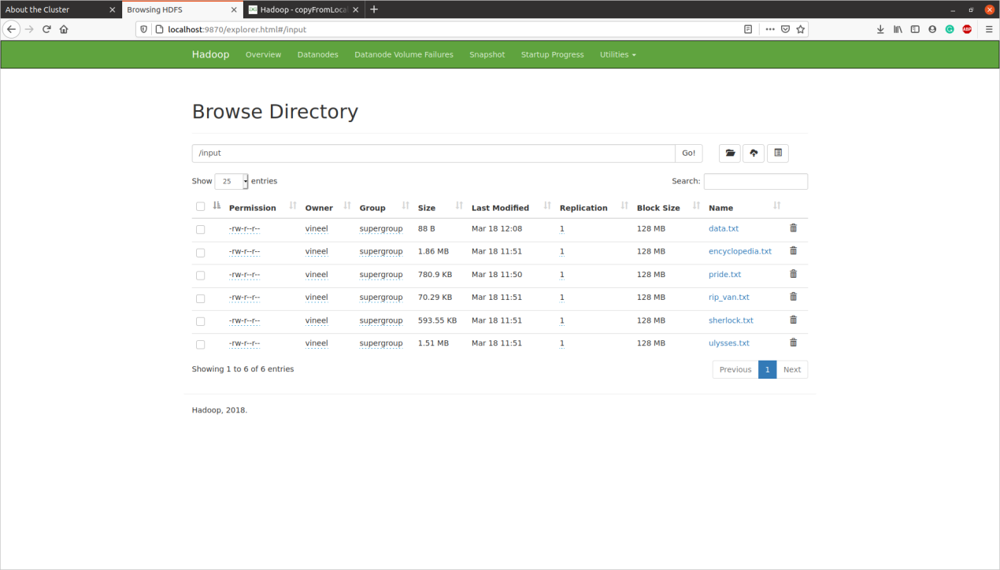 About the Cluster
Browsing HDFS
Hadoop - copyFromLoca
localhost:9870/explorer.html#/input
ABP
Hadoop Overview Datanodes Datanode Volume Failures Snapshot Startup Progress Utilities
Browse Directory
/input Go!
Show 25 entries Search:
Permission Owner Group Size Last Modified Replication Block Size Name
-rw-r--r-- vineel supergroup 88 B Mar 18 12:08 1 128 MB data.txt
-rw-r--r-- vineel supergroup 1.86 MB Mar 18 11:51 1 128 MB encyclopedia.txt
-rw-r--r-- vineel supergroup 780.9 KB Mar 18 11:50 1 128 MB pride.txt
-rw-r--r-- vineel supergroup 70.29 KB Mar 18 11:51 1 128 MB rip_van.txt
-rw-r--r-- vineel supergroup 593.55 KB Mar 18 11:51 1 128 MB sherlock.txt
-rw-r--r-- vineel supergroup 1.51 MB Mar 18 11:51 1 128 MB ulysses.txt
Showing 1 to 6 of 6 entries Previous 1 Next
Hadoop, 2018.